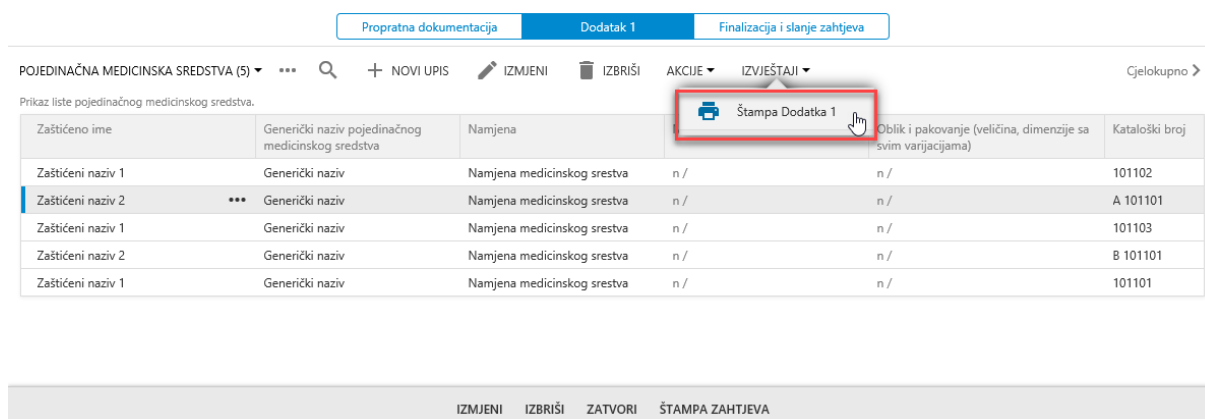 Propratna dokumentacija Dodatak 1 Finalizacija i slanje zahtjeva
POJEDINAČNA MEDICINSKA SREDSTVA (5) NOVI UPIS IZMJENI IZBRIŠI AKCIJE IZVJEŠTAJI Cjelokupno
Prikaz liste pojedinačnog medicinskog sredstva.
Štampa Dodatka 1
Zaštićeno ime Generički naziv pojedinačnog Namjena Oblik i pakovanje (veličina, dimenzije sa Kataloški broj
medicinskog sredstva svim varijacijama)
Zaštićeni naziv 1 Generički naziv Namjena medicinskog srestva n / n / 101102
Zaštićeni naziv 2 Generički naziv Namjena medicinskog srestva n / n / A 101101
Zaštićeni naziv 1 Generički naziv Namjena medicinskog srestva n / n / 101103
Zaštićeni naziv 2 Generički naziv Namjena medicinskog srestva n / n / B 101101
Zaštićeni naziv 1 Generički naziv Namjena medicinskog srestva n / n / 101101
IZMJENI IZBRIŠI ZATVORI ŠTAMPA ZAHTJEVA